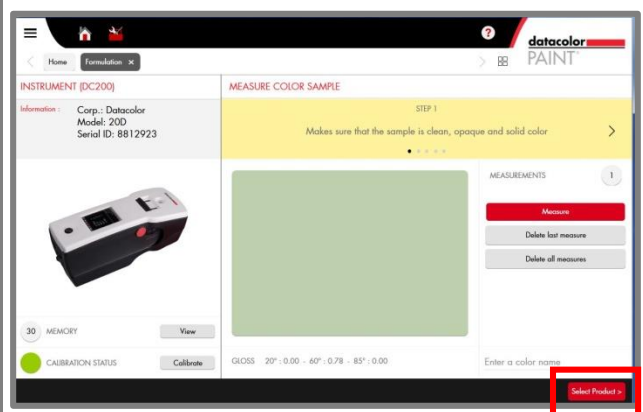 ?
datacolor
PAINT
Home
Formulation ×
INSTRUMENT (DC200)
Information :
Corp.: Datacolor
Model: 20D
Serial ID: 8812923
30 MEMORY
View
CALIBRATION STATUS
Calibrate
MEASURE COLOR SAMPLE
STEP 1
Makes sure that the sample is clean, opaque and solid color
GLOSS 20° : 0.00 - 60° : 0.78 - 85° : 0.00
MEASUREMENTS 1
Measure
Delete last measure
Delete all measures
Enter a color name
Select Product >